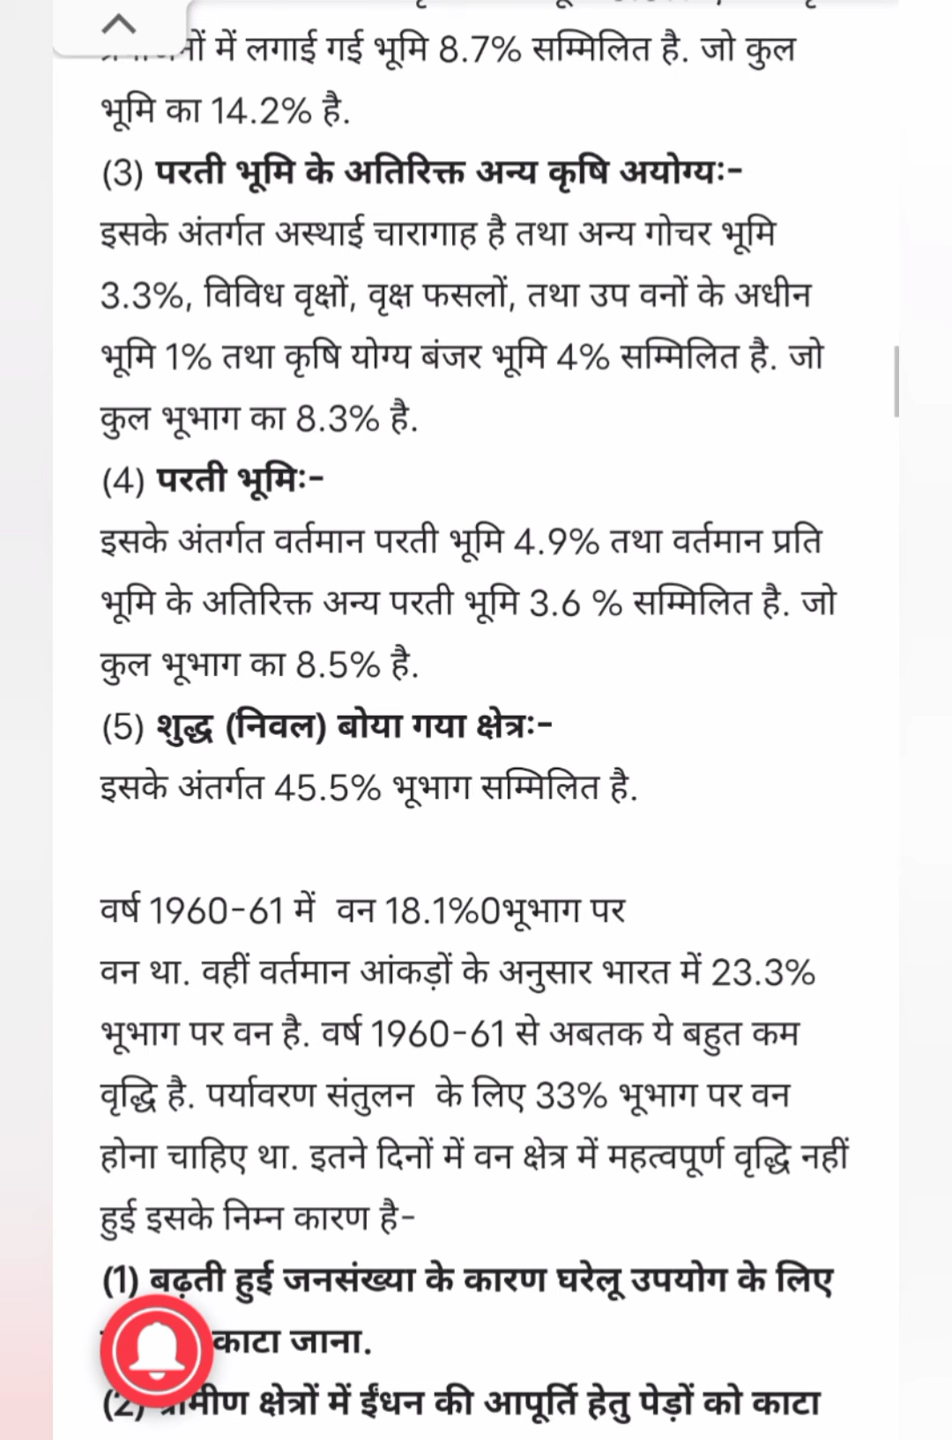 में लगाई गई भूमि 8.7% सम्मिलित है. जो कुल
भूमि का 14.2% है.
(3) परती भूमि के अतिरिक्त अन्य कृषि अयोग्यः-
इसके अंतर्गत अस्थाई चारागाह है तथा अन्य गोचर भूमि
3.3%, विविध वृक्षों, वृक्ष फसलों, तथा उप वनों के अधीन
भूमि 1% तथा कृषि योग्य बंजर भूमि 4% सम्मिलित है. जो
कुल भूभाग का 8.3% है.
(4) परती भूमिः-
इसके अंतर्गत वर्तमान परती भूमि 4.9% तथा वर्तमान प्रति
भूमि के अतिरिक्त अन्य परती भूमि 3.6 % सम्मिलित है. जो
कुल भूभाग का 8.5% है.
(5) शुद्ध (निवल) बोया गया क्षेत्रः-
इसके अंतर्गत 45.5% भूभाग सम्मिलित है.
वर्ष 1960-61 में  वन 18.1%0भूभाग पर
वन था. वहीं वर्तमान आंकड़ों के अनुसार भारत में 23.3%
भूभाग पर वन है. वर्ष 1960-61 से अबतक ये बहुत कम
वृद्धि है. पर्यावरण संतुलन  के लिए 33% भूभाग पर वन
होना चाहिए था. इतने दिनों में वन क्षेत्र में महत्वपूर्ण वृद्धि नहीं
हुई इसके निम्न कारण है-
(1) बढ़ती हुई जनसंख्या के कारण घरेलू उपयोग के लिए
काटा जाना.
(2) क्षेत्रों में ईंधन की आपूर्ति हेतु पेड़ों को काटा